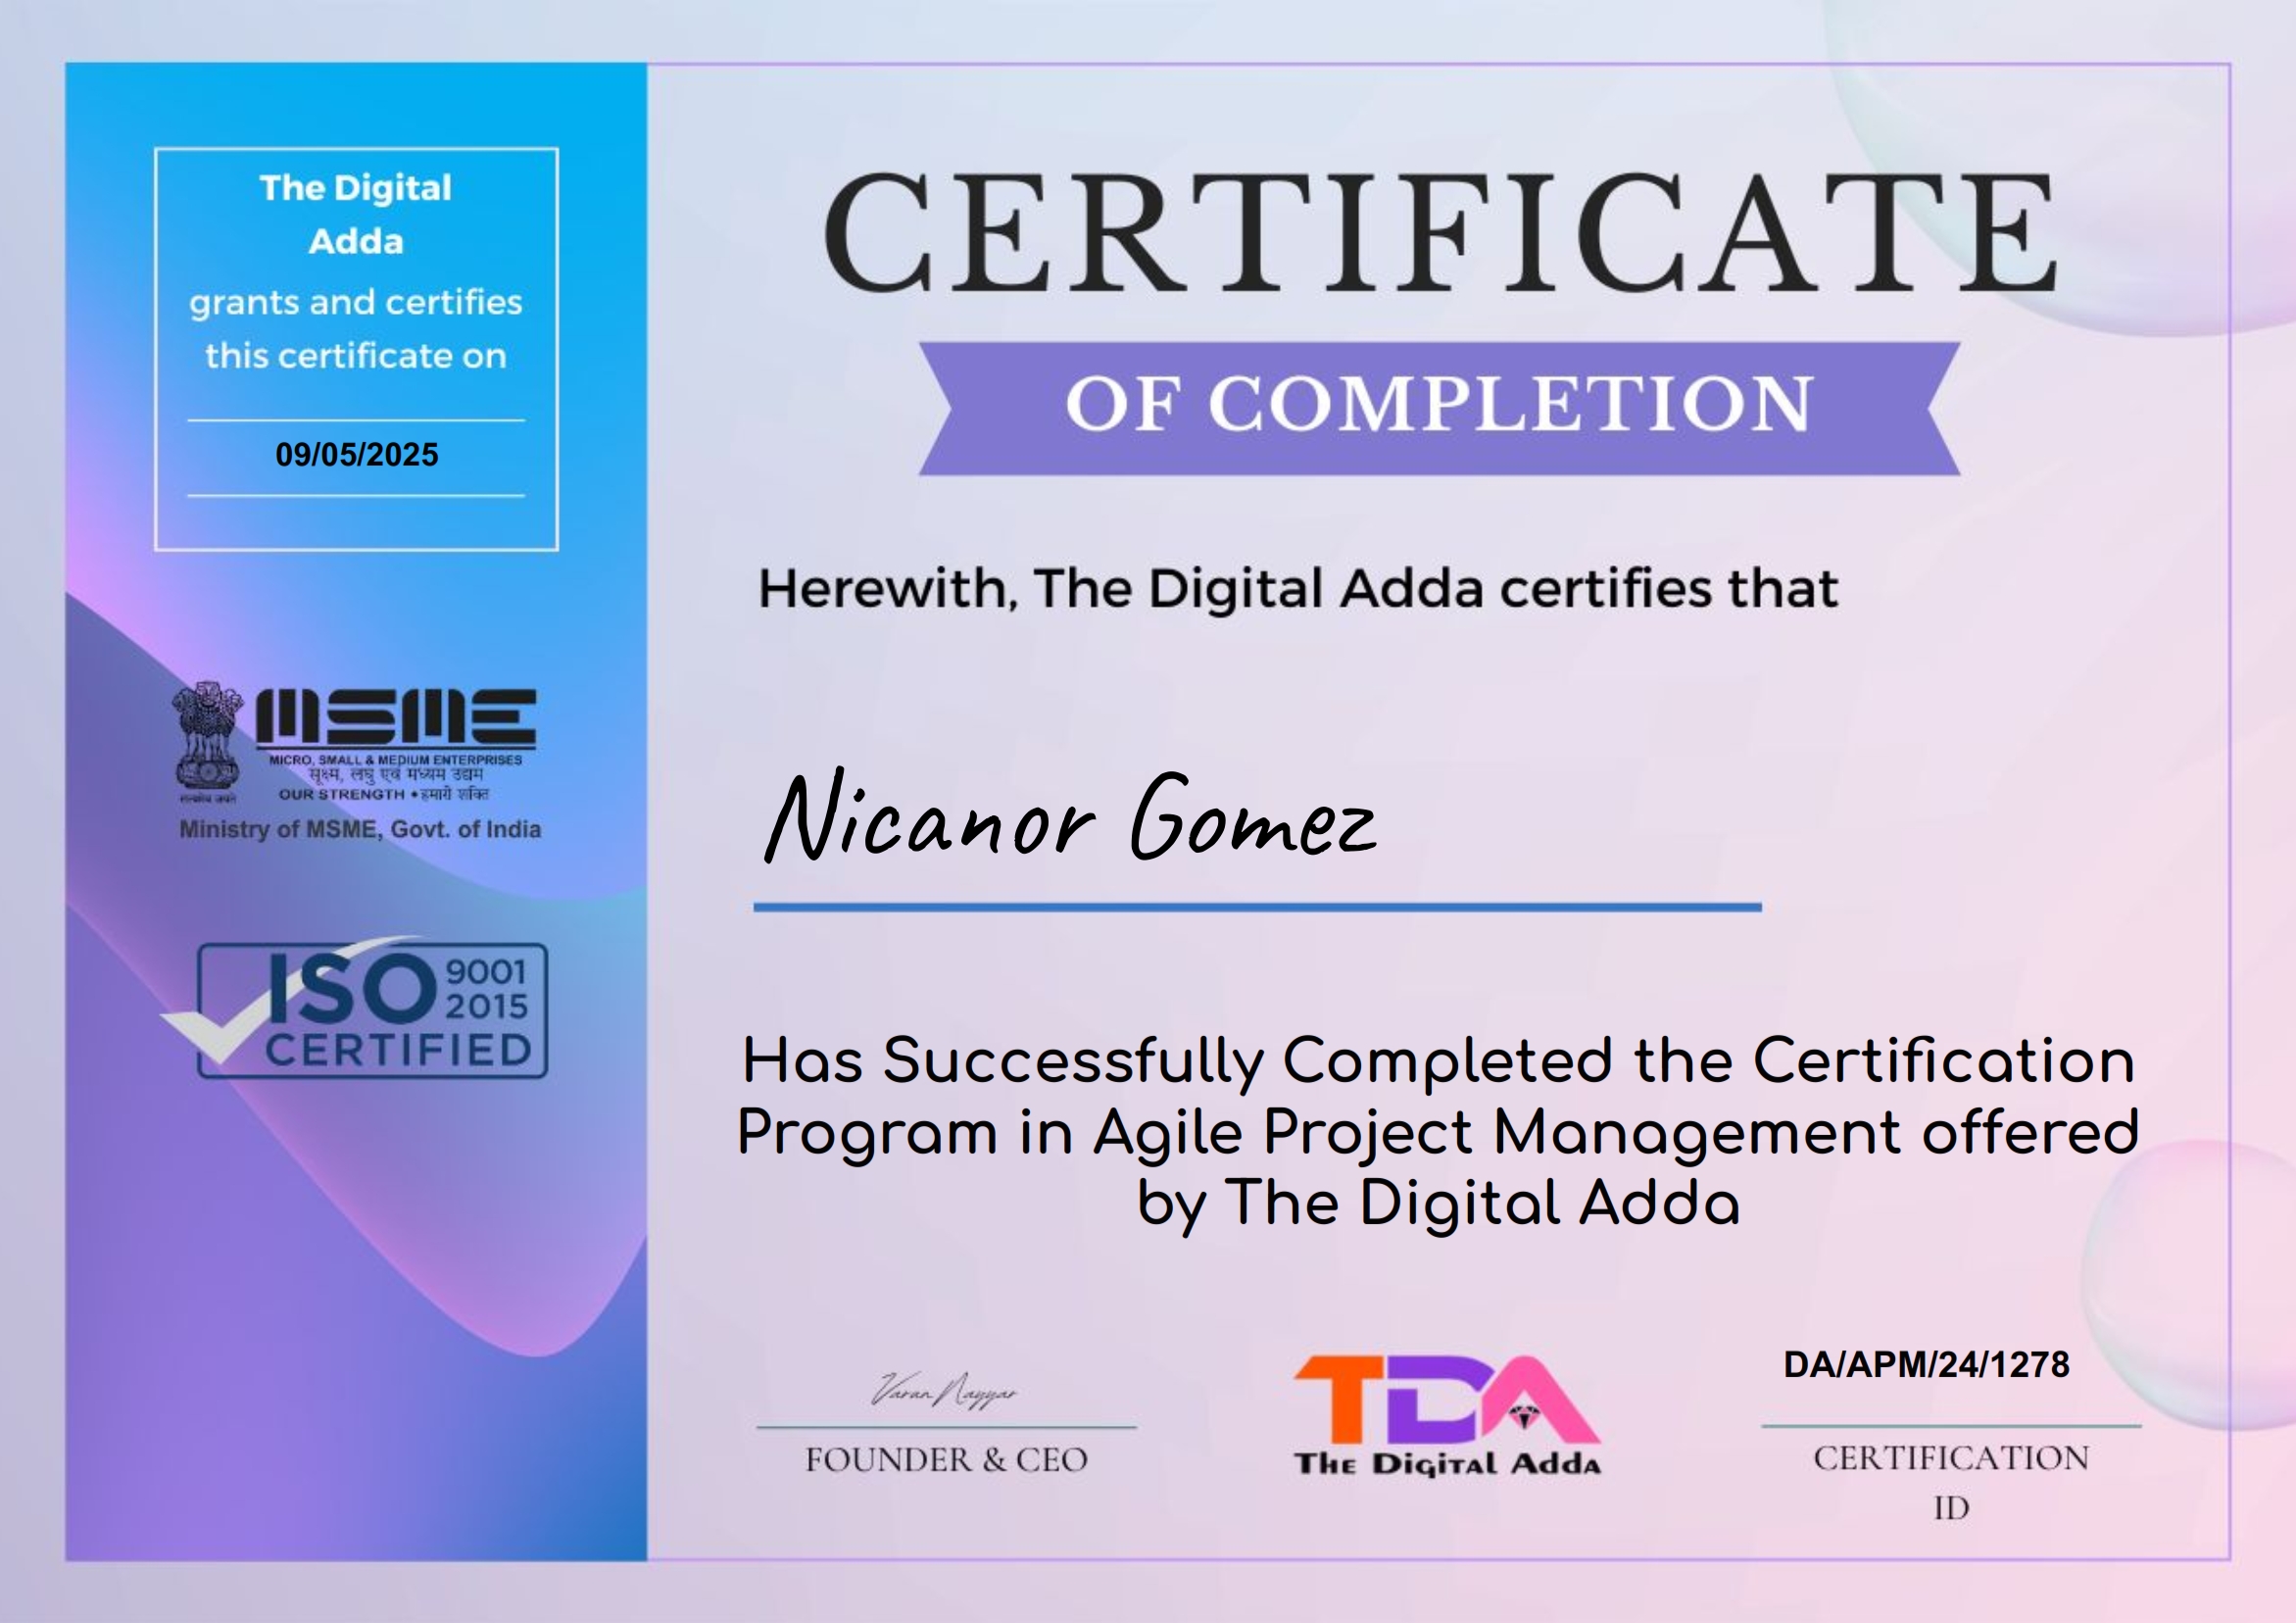 The Digital
Adda
grants and certifies
this certificate on
09/05/2025
MSME
MICRO, SMALL & MEDIUM ENTERPRISES
सूक्ष्म, लघु एवं मध्यम उद्यम
OUR STRENGTH • हमारी शक्ति
सत्यमेव जयते
Ministry of MSME, Govt. of India
ISO 9001
2015
CERTIFIED
CERTIFICATE
OF COMPLETION
Herewith, The Digital Adda certifies that
Nicanor Gomez
Has Successfully Completed the Certification
Program in Agile Project Management offered
by The Digital Adda
Varun Nayyar
FOUNDER & CEO
TDA
The Digital Adda
DA/APM/24/1278
CERTIFICATION
ID